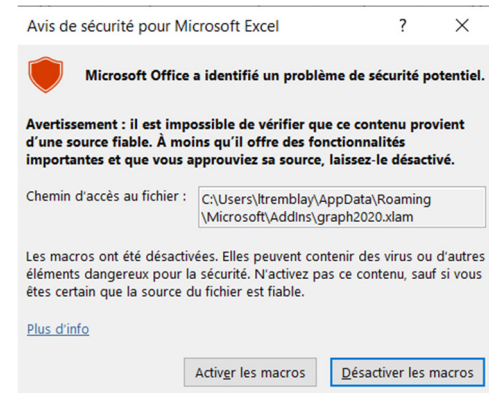 Avis de sécurité pour Microsoft Excel ? ✕
Microsoft Office a identifié un problème de sécurité potentiel.
Avertissement : il est impossible de vérifier que ce contenu provient
d'une source fiable. À moins qu'il offre des fonctionnalités
importantes et que vous approuviez sa source, laissez-le désactivé.
Chemin d'accès au fichier : C:\Users\ltremblay\AppData\Roaming
\Microsoft\AddIns\graph2020.xlam
Les macros ont été désactivées. Elles peuvent contenir des virus ou d'autres
éléments dangereux pour la sécurité. N'activez pas ce contenu, sauf si vous
êtes certain que la source du fichier est fiable.
Plus d'info
Activer les macros Désactiver les macros